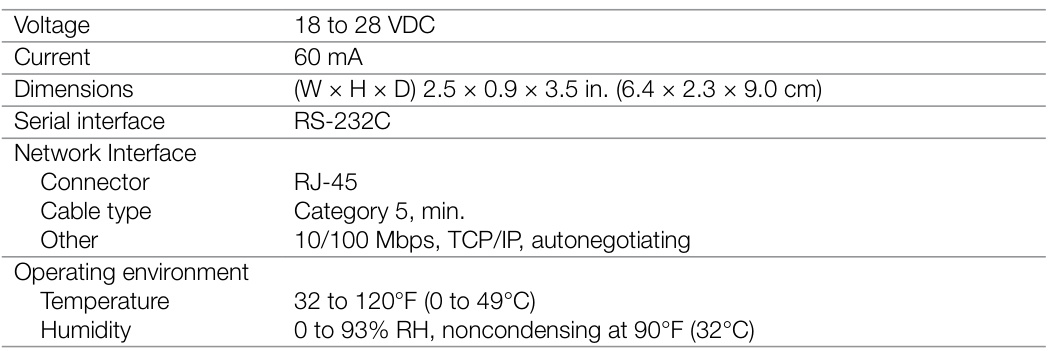 Voltage 18 to 28 VDC
Current 60 mA
Dimensions (W × H × D) 2.5 × 0.9 × 3.5 in. (6.4 × 2.3 × 9.0 cm)
Serial interface RS-232C
Network Interface
Connector RJ-45
Cable type Category 5, min.
Other 10/100 Mbps, TCP/IP, autonegotiating
Operating environment
Temperature 32 to 120°F (0 to 49°C)
Humidity 0 to 93% RH, noncondensing at 90°F (32°C)